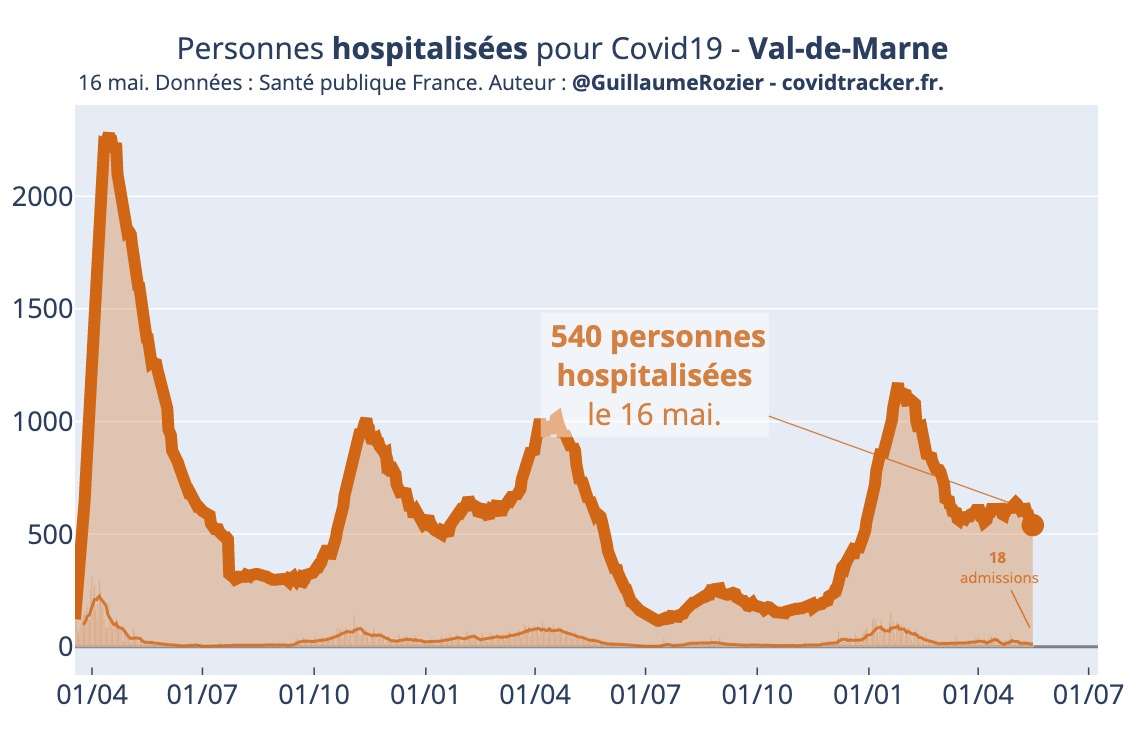 Personnes hospitalisées pour Covid19 - Val-de-Marne
16 mai. Données : Santé publique France. Auteur : @GuillaumeRozier - covidtracker.fr.
2000
1500
540 personnes
hospitalisées
le 16 mai.
1000
500
18
admissions
0
01/04 01/07 01/10 01/01 01/04 01/07 01/10 01/01 01/04 01/07